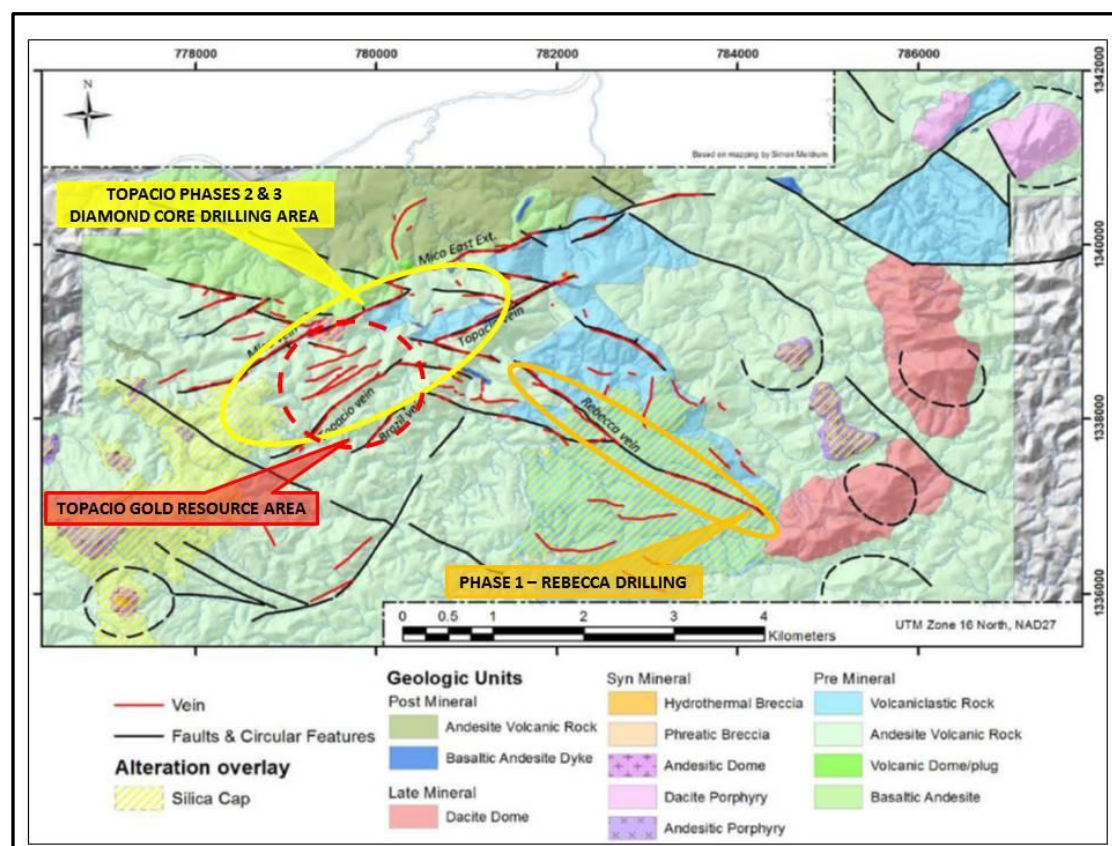 778000 780000 782000 784000 786000
1342000
N
Based on mapping by Simon Meldrum
TOPACIO PHASES 2 & 3
DIAMOND CORE DRILLING AREA
1340000
Mico East Ext.
Mico vein
Topacio vein
Topacio vein
Brazil vein
Rebecca vein
1338000
TOPACIO GOLD RESOURCE AREA
PHASE 1 – REBECCA DRILLING
1336000
0 0.5 1 2 3 4
Kilometers
UTM Zone 16 North, NAD27
Vein
Faults & Circular Features
Alteration overlay
Silica Cap
Geologic Units
Post Mineral
Andesite Volcanic Rock
Basaltic Andesite Dyke
Late Mineral
Dacite Dome
Syn Mineral
Hydrothermal Breccia
Phreatic Breccia
Andesitic Dome
Dacite Porphyry
Andesitic Porphyry
Pre Mineral
Volcaniclastic Rock
Andesite Volcanic Rock
Volcanic Dome/plug
Basaltic Andesite